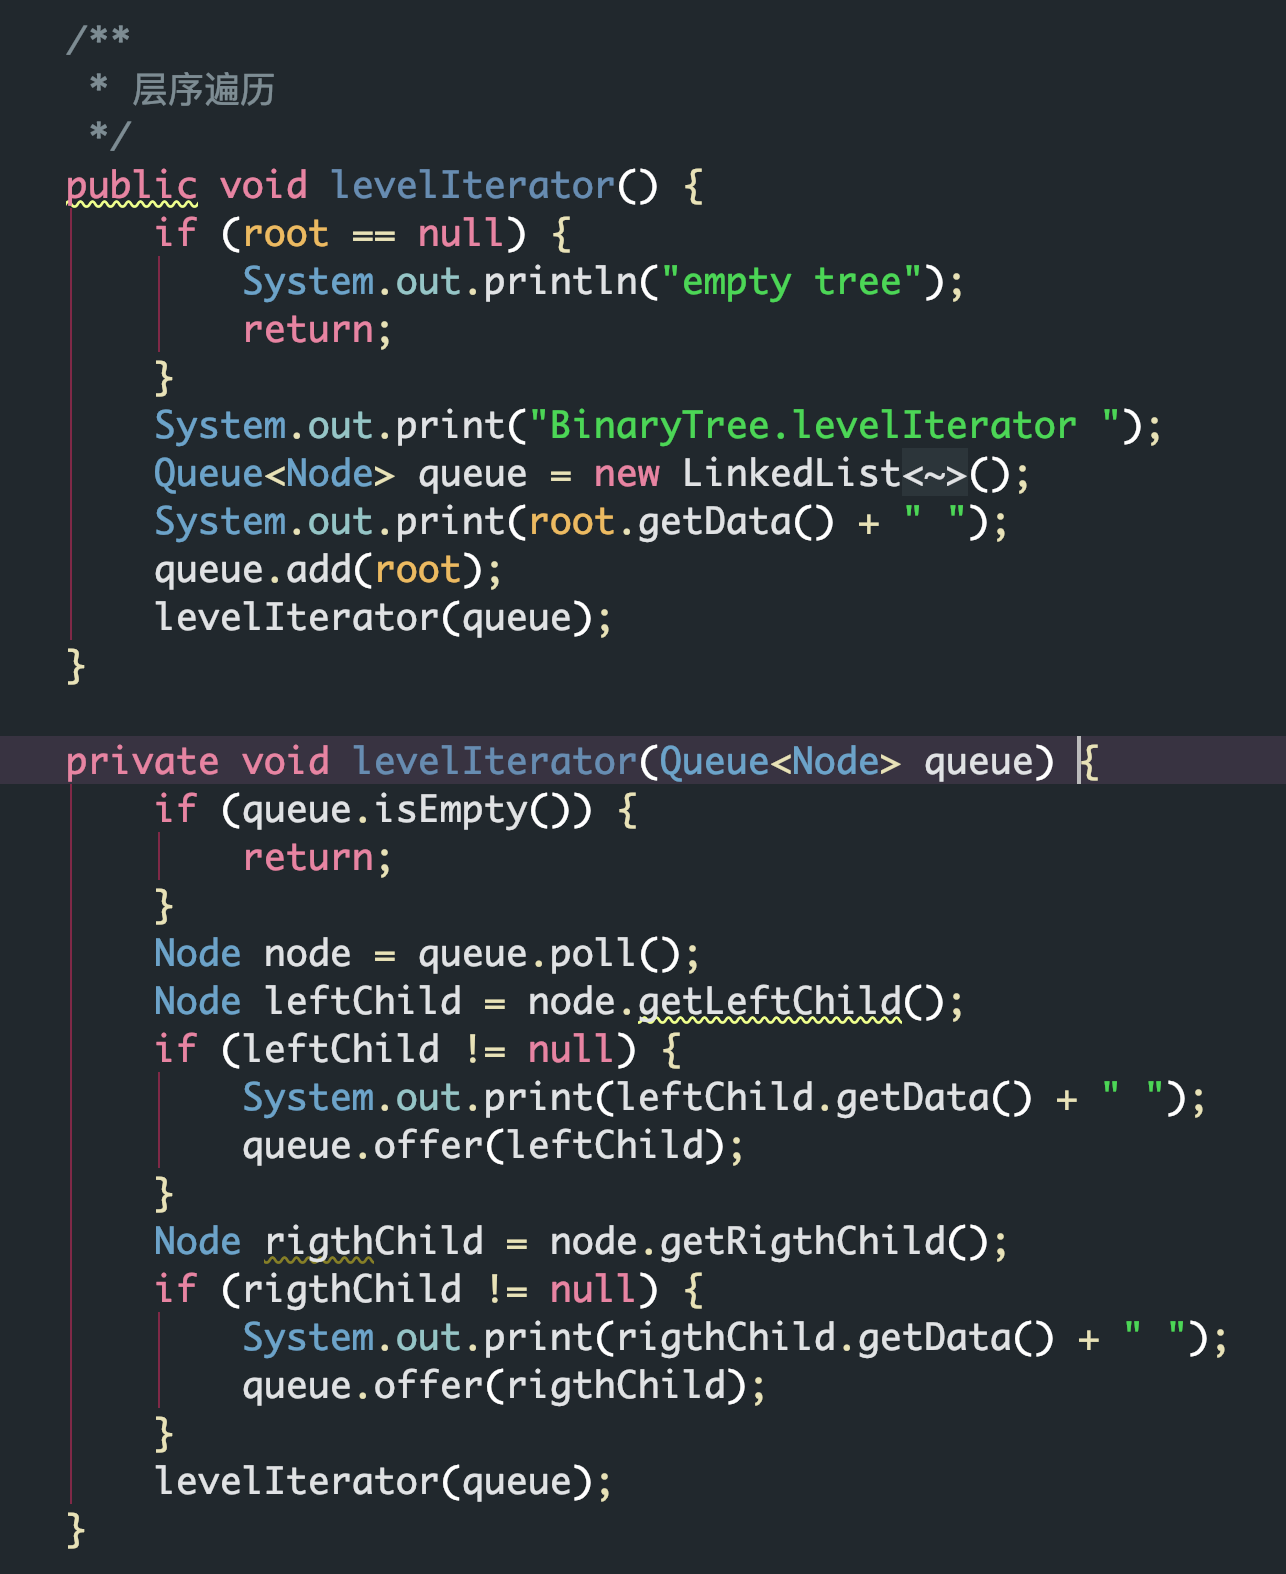 /**
 * 层序遍历
 */
public void levelIterator() {
    if (root == null) {
        System.out.println("empty tree");
        return;
    }
    System.out.print("BinaryTree.levelIterator ");
    Queue<Node> queue = new LinkedList<~>();
    System.out.print(root.getData() + " ");
    queue.add(root);
    levelIterator(queue);
}

private void levelIterator(Queue<Node> queue) {
    if (queue.isEmpty()) {
        return;
    }
    Node node = queue.poll();
    Node leftChild = node.getLeftChild();
    if (leftChild != null) {
        System.out.print(leftChild.getData() + " ");
        queue.offer(leftChild);
    }
    Node rigthChild = node.getRigthChild();
    if (rigthChild != null) {
        System.out.print(rigthChild.getData() + " ");
        queue.offer(rigthChild);
    }
    levelIterator(queue);
}